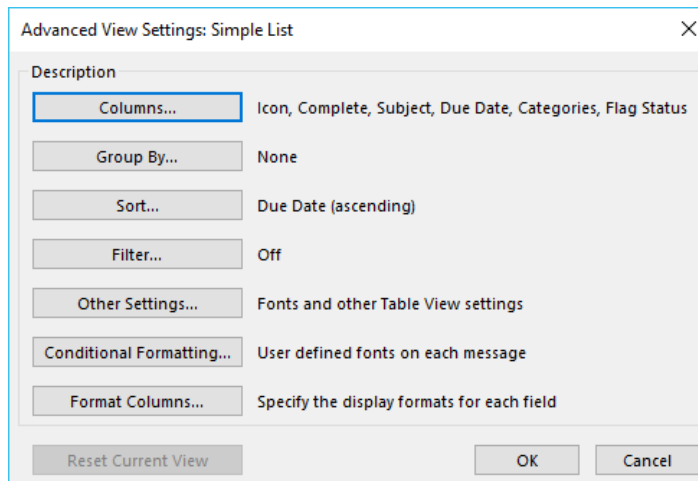 Advanced View Settings: Simple List
Description
Columns... Icon, Complete, Subject, Due Date, Categories, Flag Status
Group By... None
Sort... Due Date (ascending)
Filter... Off
Other Settings... Fonts and other Table View settings
Conditional Formatting... User defined fonts on each message
Format Columns... Specify the display formats for each field
Reset Current View OK Cancel